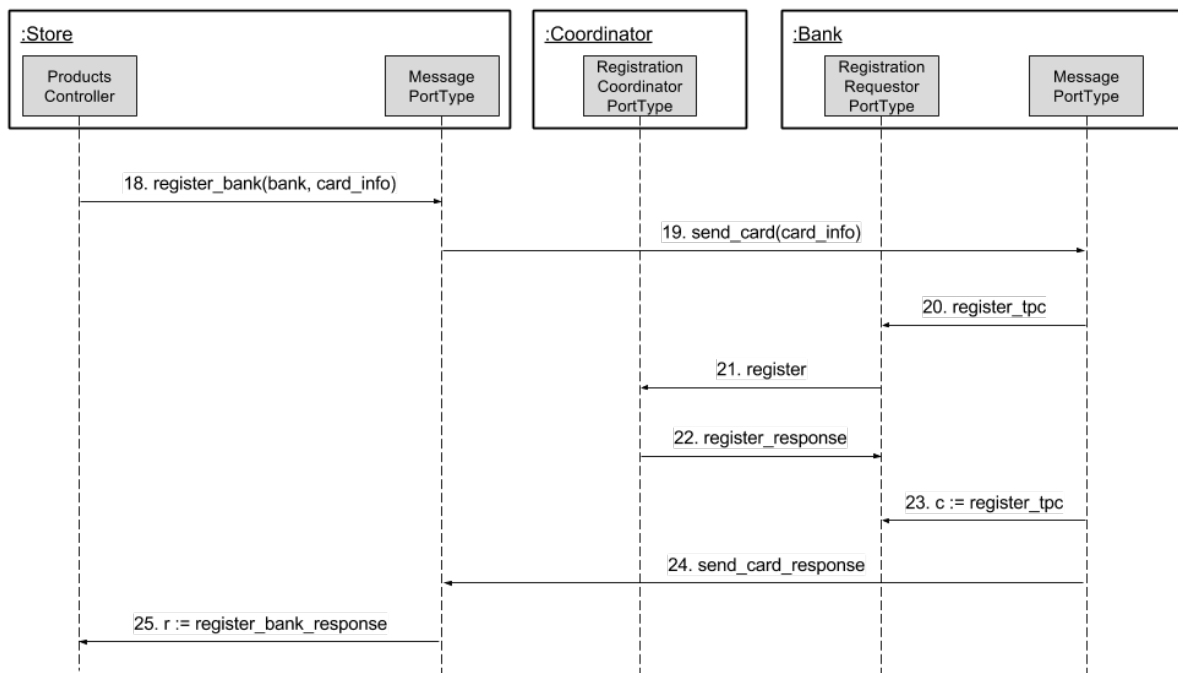 :Store
:Coordinator
:Bank
Products
Controller
Message
PortType
Registration
Coordinator
PortType
Registration
Requestor
PortType
Message
PortType
18. register_bank(bank, card_info)
19. send_card(card_info)
20. register_tpc
21. register
22. register_response
23. c := register_tpc
24. send_card_response
25. r := register_bank_response